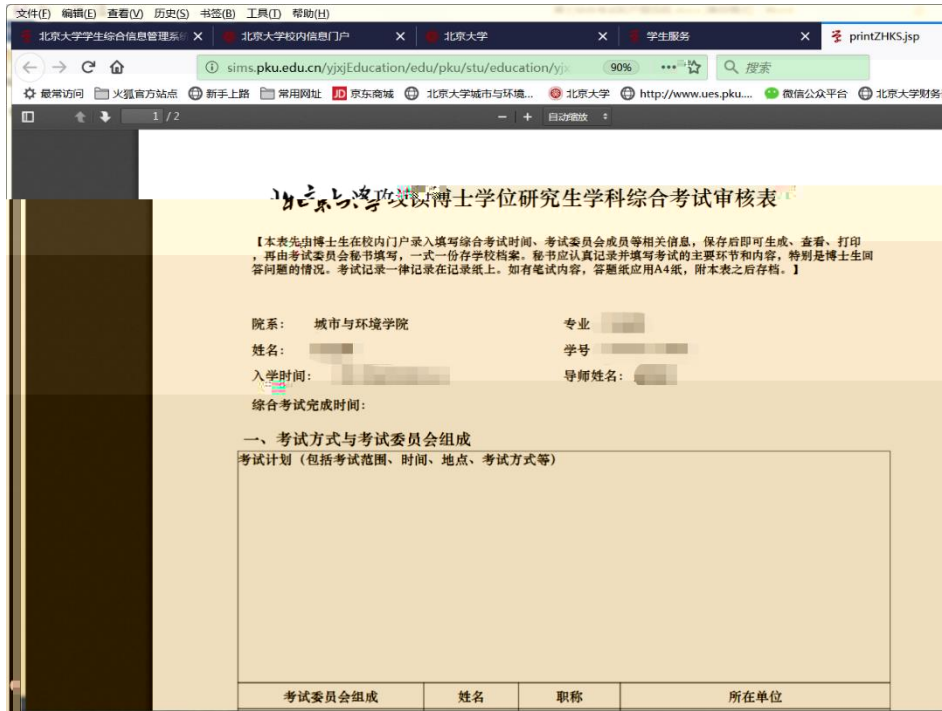 文件(F) 编辑(E) 查看(V) 历史(S) 书签(B) 工具(T) 帮助(H)
北京大学学生综合信息管理系 北京大学校内信息门户 北京大学 学生服务 printZHKS.jsp
sims.pku.edu.cn/yjxjEducation/edu/pku/stu/education/yjx 90% 搜索
最常访问 火狐官方站点 新手上路 常用网址 JD 京东商城 北京大学城市与环境... 北京大学 http://www.ues.pku.... 微信公众平台 北京大学财务
1 / 2 自动缩放
北京大学攻读博士学位研究生学科综合考试审核表
【本表先由博士生在校内门户录入填写综合考试时间、考试委员会成员等相关信息，保存后即可生成、查看、打印
，再由考试委员会秘书填写，一式一份存学校档案。秘书应认真记录并填写考试的主要环节和内容，特别是博士生回
答问题的情况。考试记录一律记录在记录纸上。如有笔试内容，答题纸应用A4纸，附本表之后存档。】
院系： 城市与环境学院 专业
姓名： 学号
入学时间： 导师姓名：
综合考试完成时间：
一、考试方式与考试委员会组成
考试计划（包括考试范围、时间、地点、考试方式等）
考试委员会组成 姓名 职称 所在单位